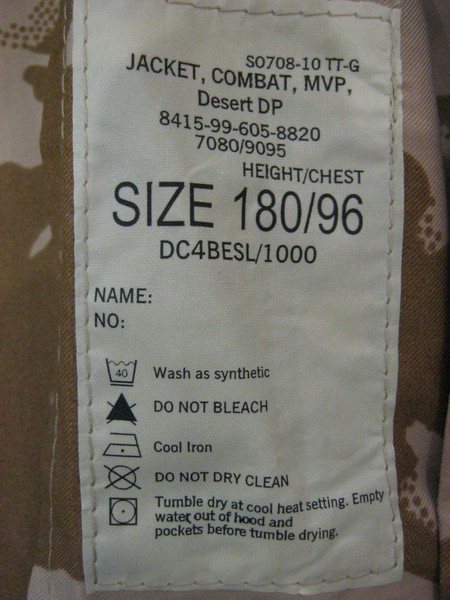 SO708-10 TT-G
JACKET, COMBAT, MVP,
Desert DP
8415-99-605-8820
7080/9095
HEIGHT/CHEST
SIZE 180/96
DC4BESL/1000
NAME:
NO:
40 Wash as synthetic
DO NOT BLEACH
Cool Iron
DO NOT DRY CLEAN
Tumble dry at cool heat setting. Empty
water out of hood and
pockets before tumble drying.